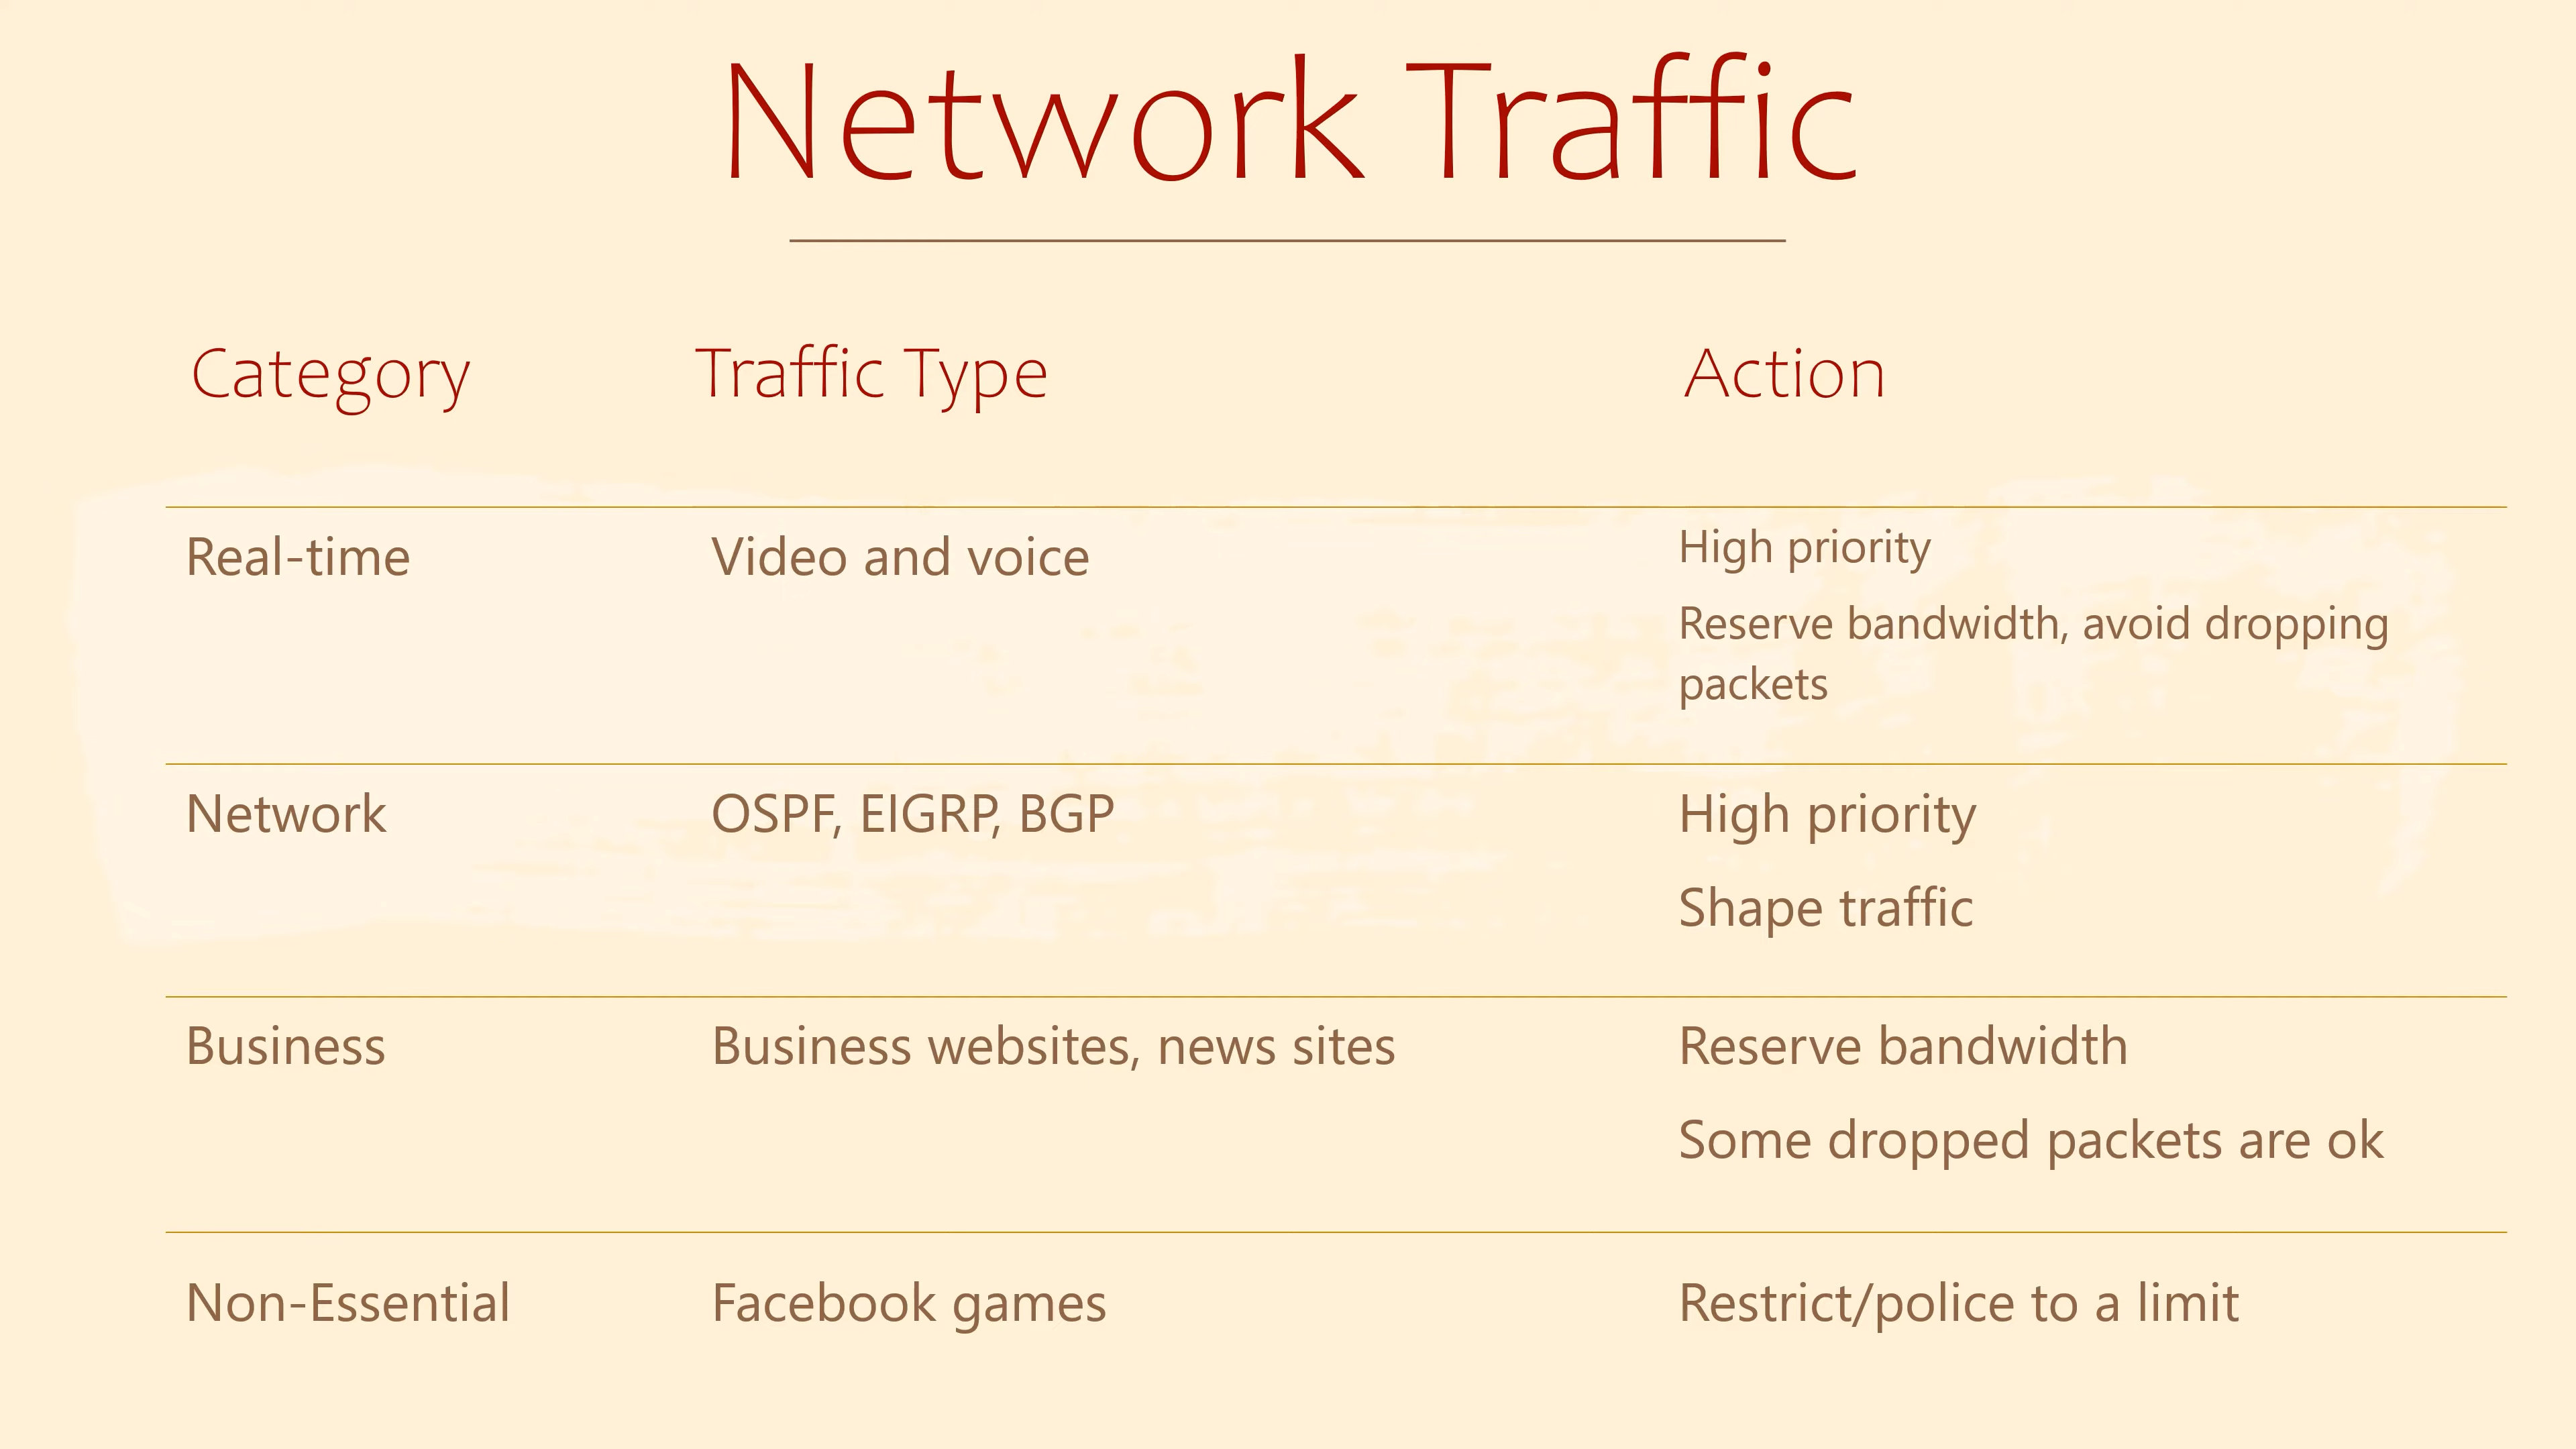 Network Traffic
Category Traffic Type Action
Real-time Video and voice High priority
Reserve bandwidth, avoid dropping
packets
Network OSPF, EIGRP, BGP High priority
Shape traffic
Business Business websites, news sites Reserve bandwidth
Some dropped packets are ok
Non-Essential Facebook games Restrict/police to a limit